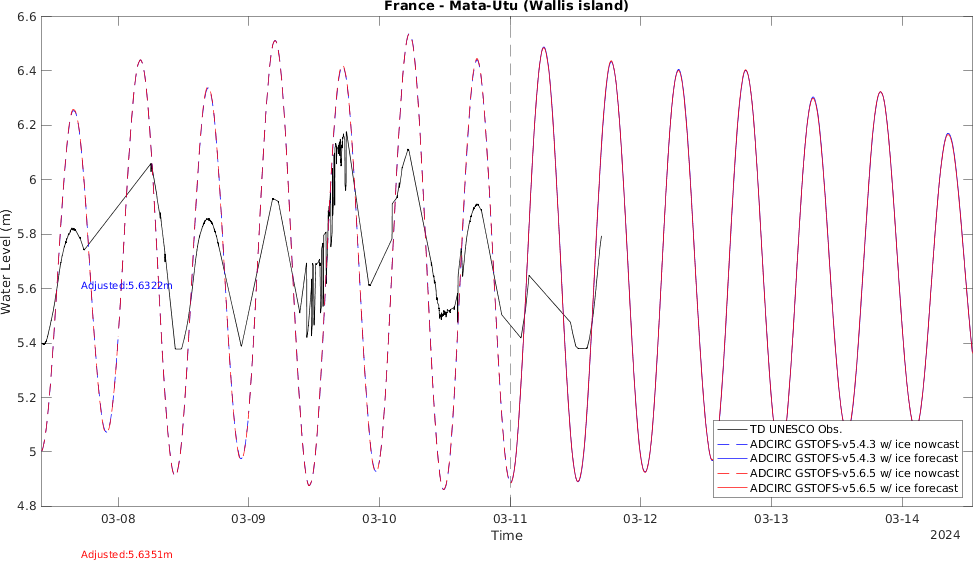 France - Mata-Utu (Wallis island)
6.6
6.4
6.2
6
5.8
5.6
5.4
5.2
5
4.8
Water Level (m)
Adjusted:5.6322m
TD UNESCO Obs.
ADCIRC GSTOFS-v5.4.3 w/ ice nowcast
ADCIRC GSTOFS-v5.4.3 w/ ice forecast
ADCIRC GSTOFS-v5.6.5 w/ ice nowcast
ADCIRC GSTOFS-v5.6.5 w/ ice forecast
03-08 03-09 03-10 03-11 03-12 03-13 03-14
Time
2024
Adjusted:5.6351m